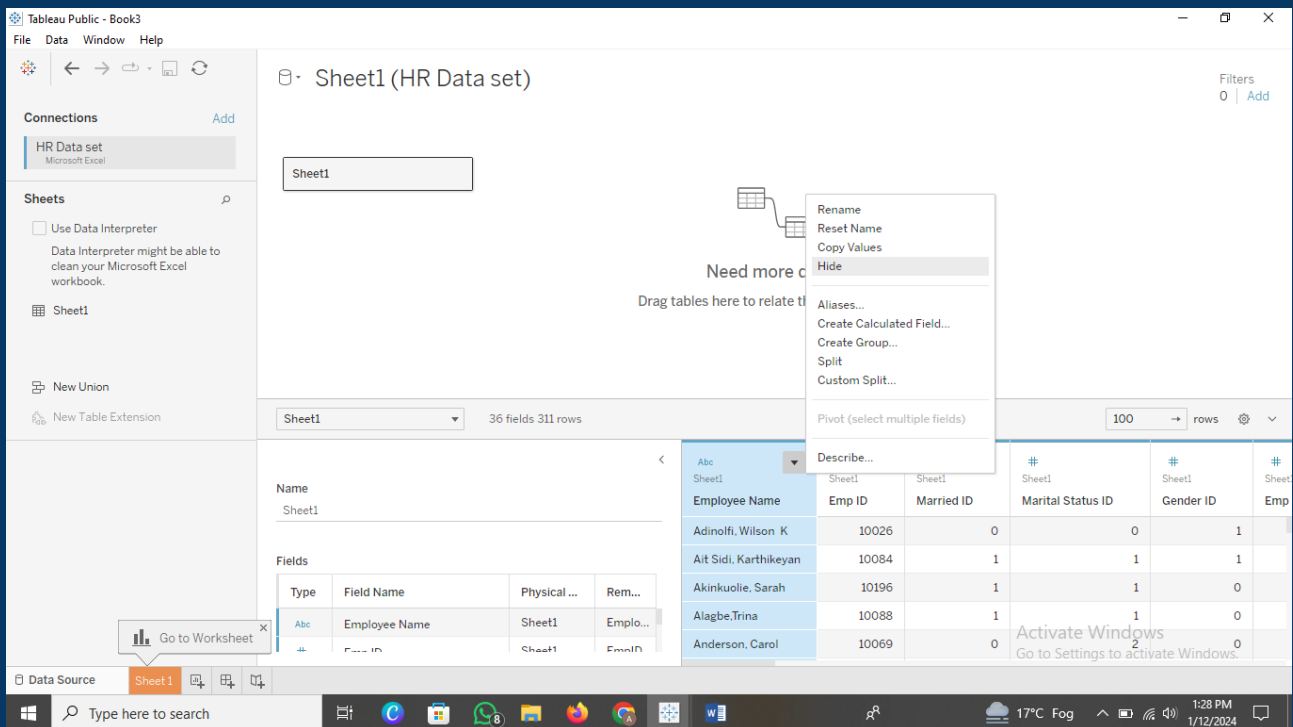 Tableau Public - Book3
File Data Window Help
Connections Add
HR Data set
Microsoft Excel
Sheets
Use Data Interpreter
Data Interpreter might be able to
clean your Microsoft Excel
workbook.
Sheet1
New Union
New Table Extension
Sheet1 (HR Data set)
Filters
0 Add
Sheet1
Need more d
Drag tables here to relate th
Rename
Reset Name
Copy Values
Hide
Aliases...
Create Calculated Field...
Create Group...
Split
Custom Split...
Pivot (select multiple fields)
Describe...
Sheet1 36 fields 311 rows 100 → rows
Name
Sheet1
Fields
Type Field Name Physical ... Rem...
Abc Employee Name Sheet1 Emplo...
# Emp ID Sheet1 EmpID
Abc # # #
Sheet1 Sheet1 Sheet1 Sheet1 Sheet1 Sheet1
Employee Name Emp ID Married ID Marital Status ID Gender ID Emp
Adinolfi, Wilson K 10026 0 0 1
Ait Sidi, Karthikeyan 10084 1 1 1
Akinkuolie, Sarah 10196 1 1 0
Alagbe,Trina 10088 1 1 0
Anderson, Carol 10069 0 2 0
Activate Windows
Go to Settings to activate Windows.
Go to Worksheet
Data Source Sheet 1
Type here to search
8
17°C Fog
1:28 PM
1/12/2024